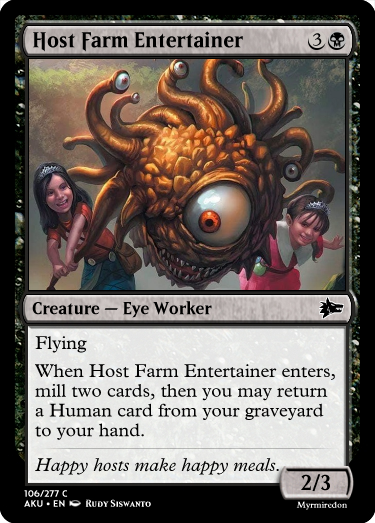 Host Farm Entertainer 3
Creature — Eye Worker
Flying
When Host Farm Entertainer enters,
mill two cards, then you may return
a Human card from your graveyard
to your hand.
Happy hosts make happy meals.
2/3
106/277 C
AKU • EN Rudy Siswanto
Myrmiredon